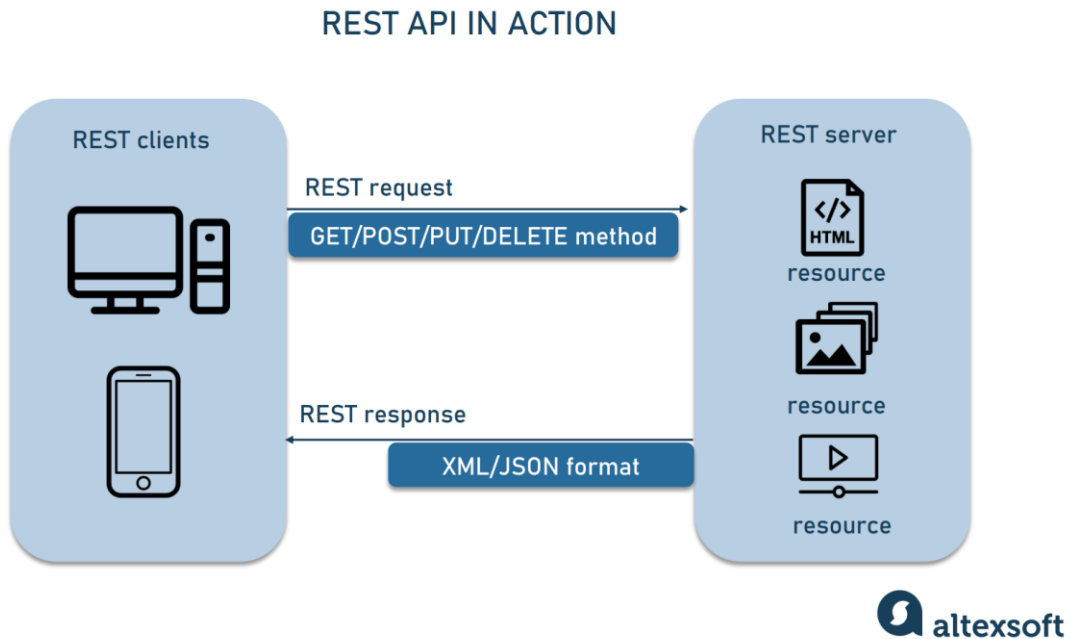 REST API IN ACTION
REST clients
REST request
GET/POST/PUT/DELETE method
REST response
XML/JSON format
REST server
</>
HTML
resource
resource
resource
altexsoft